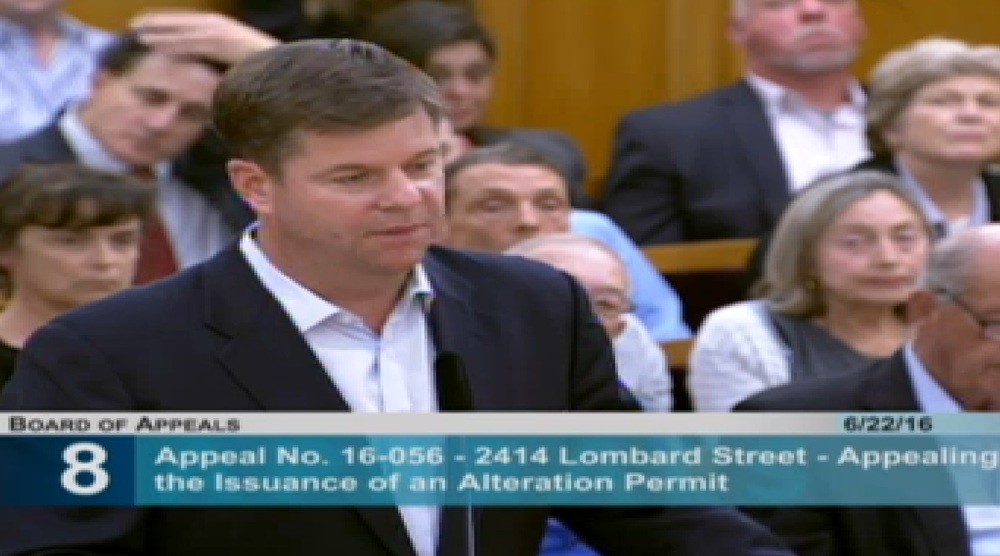 BOARD OF APPEALS 6/22/16
8 Appeal No. 16-056 - 2414 Lombard Street - Appealing
the Issuance of an Alteration Permit